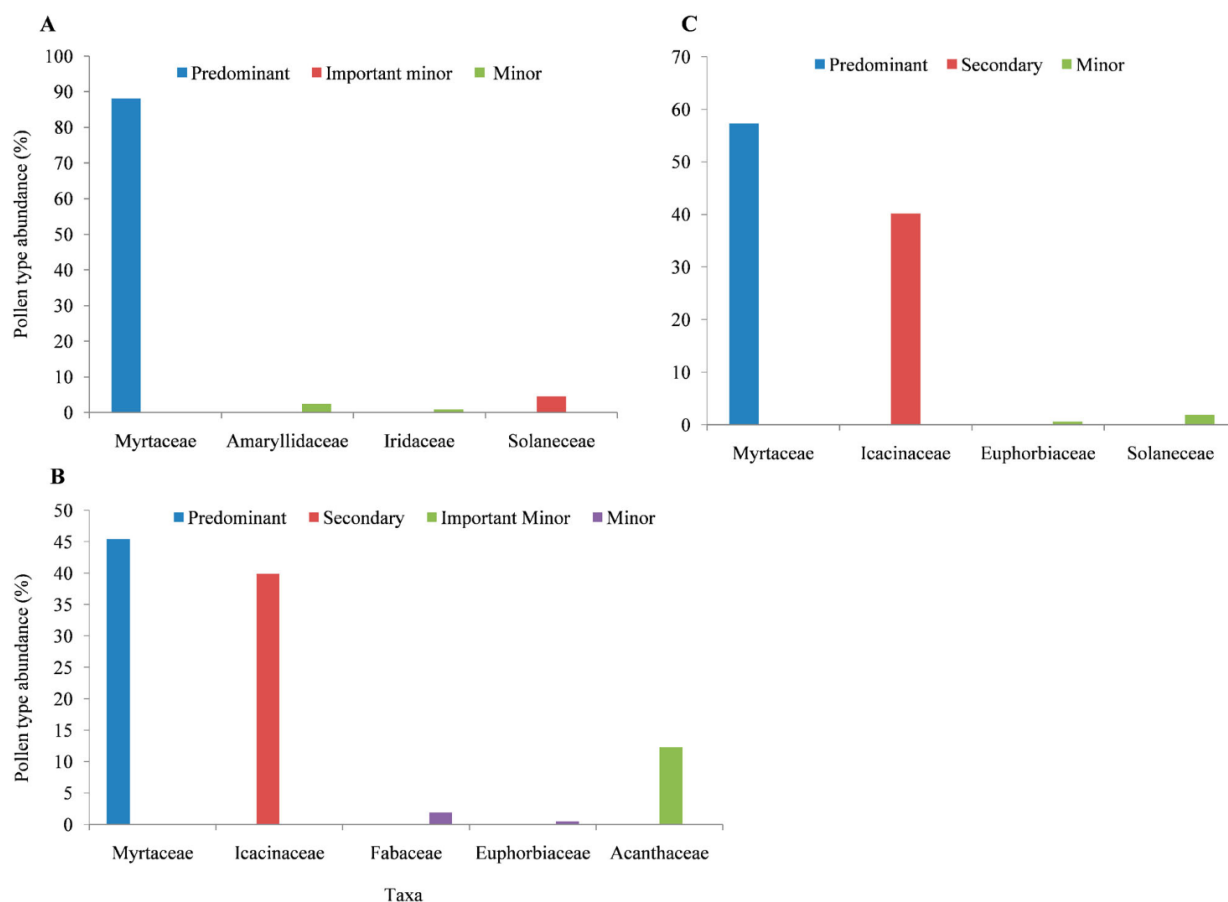 A
Predominant Important minor Minor
Pollen type abundance (%)
100
90
80
70
60
50
40
30
20
10
0
Myrtaceae Amaryllidaceae Iridaceae Solaneceae
C
Predominant Secondary Minor
70
60
50
40
30
20
10
0
Myrtaceae Icacinaceae Euphorbiaceae Solaneceae
B
Predominant Secondary Important Minor Minor
Pollen type abundance (%)
50
45
40
35
30
25
20
15
10
5
0
Myrtaceae Icacinaceae Fabaceae Euphorbiaceae Acanthaceae
Taxa